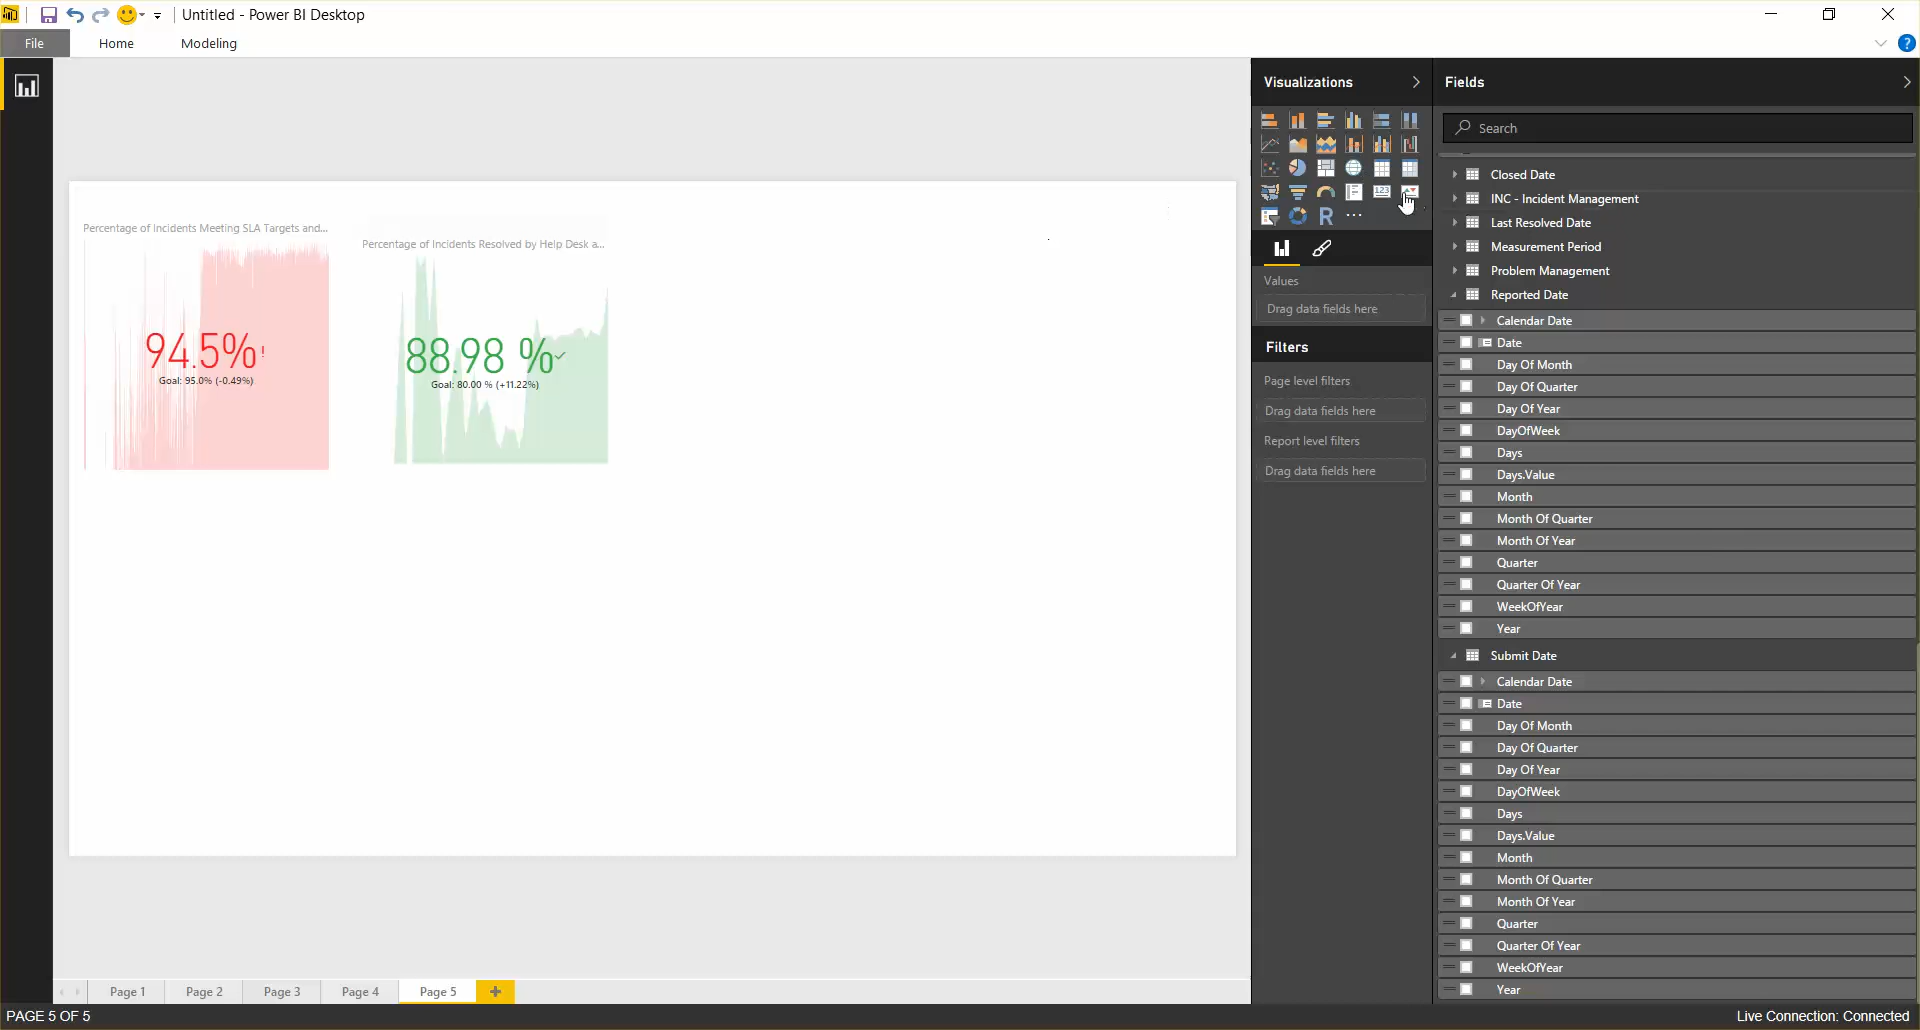 Untitled - Power BI Desktop
File Home Modeling
?
Visualizations
Fields
Search
Closed Date
INC - Incident Management
Last Resolved Date
Measurement Period
Problem Management
Reported Date
Calendar Date
Date
Day Of Month
Day Of Quarter
Day Of Year
DayOfWeek
Days
Days.Value
Month
Month Of Quarter
Month Of Year
Quarter
Quarter Of Year
WeekOfYear
Year
Submit Date
Calendar Date
Date
Day Of Month
Day Of Quarter
Day Of Year
DayOfWeek
Days
Days.Value
Month
Month Of Quarter
Month Of Year
Quarter
Quarter Of Year
WeekOfYear
Year
123
R ...
Values
Drag data fields here
Filters
Page level filters
Drag data fields here
Report level filters
Drag data fields here
Percentage of Incidents Meeting SLA Targets and...
94.5%!
Goal: 95.0% (-0.49%)
Percentage of Incidents Resolved by Help Desk a...
88.98 %
Goal: 80.00 % (+11.22%)
Page 1 Page 2 Page 3 Page 4 Page 5 +
PAGE 5 OF 5
Live Connection: Connected